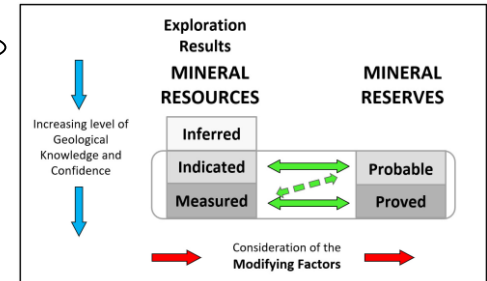 Exploration
Results
MINERAL
RESOURCES
MINERAL
RESERVES
Increasing level of
Geological
Knowledge and
Confidence
Inferred
Indicated
Measured
Probable
Proved
Consideration of the
Modifying Factors